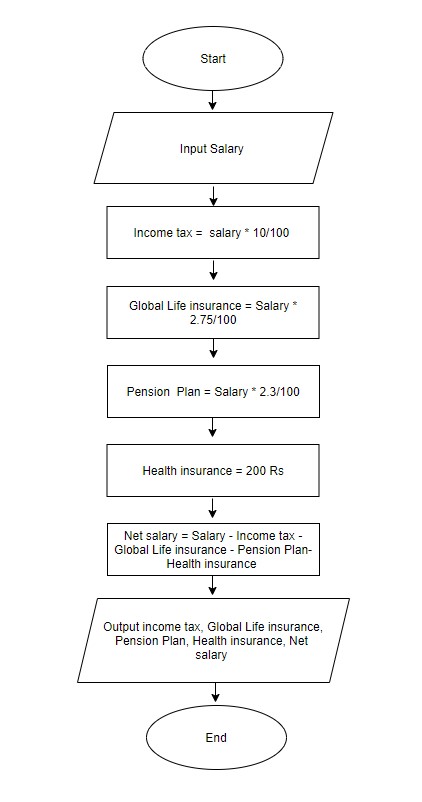 Start
Input Salary
Income tax =  salary * 10/100
Global Life insurance = Salary *
2.75/100
Pension  Plan = Salary * 2.3/100
Health insurance = 200 Rs
Net salary = Salary - Income tax -
Global Life insurance - Pension Plan-
Health insurance
Output income tax, Global Life insurance,
Pension Plan, Health insurance, Net
salary
End